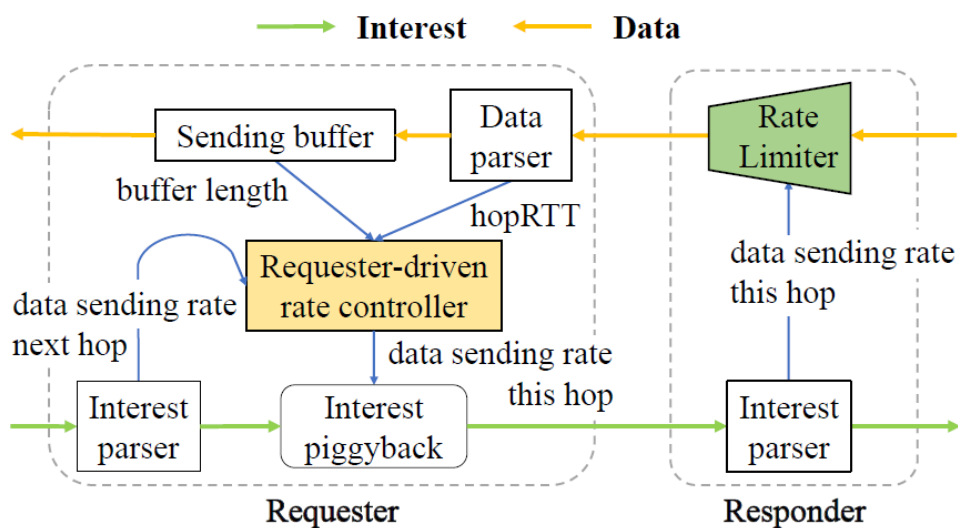 Interest
Data
Sending buffer
Data
parser
Rate
Limiter
buffer length
hopRTT
Requester-driven
rate controller
data sending rate
next hop
data sending rate
this hop
data sending rate
this hop
Interest
parser
Interest
piggyback
Interest
parser
Requester
Responder